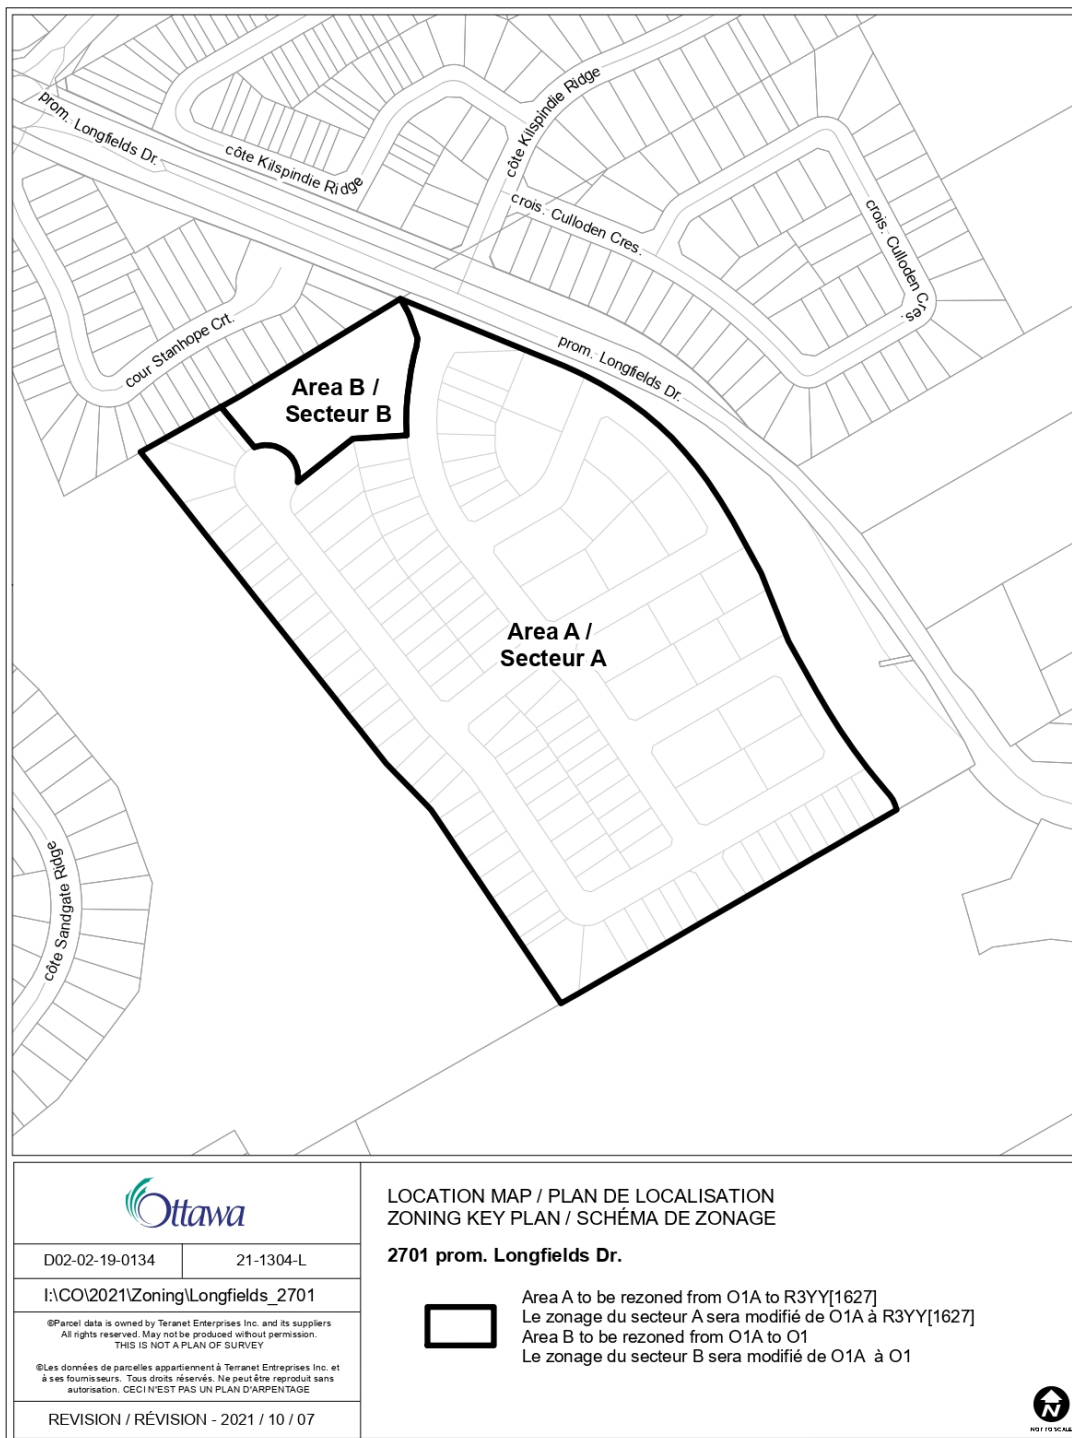 prom. Longfields Dr.
côte Kilspindie Ridge
côte Kilspindie Ridge
crois. Culloden Cres.
crois. Culloden Cres.
cour Stanhope Crt.
prom. Longfields Dr.
Area B /
Secteur B
Area A /
Secteur A
côte Sandgate Ridge
Ottawa
D02-02-19-0134
21-1304-L
I:\CO\2021\Zoning\Longfields_2701
©Parcel data is owned by Teranet Enterprises Inc. and its suppliers
All rights reserved. May not be produced without permission.
THIS IS NOT A PLAN OF SURVEY
©Les données de parcelles appartiennent à Terranet Entreprises Inc. et
à ses fournisseurs. Tous droits réservés. Ne peut être reproduit sans
autorisation. CECI N'EST PAS UN PLAN D'ARPENTAGE
REVISION / RÉVISION - 2021 / 10 / 07
LOCATION MAP / PLAN DE LOCALISATION
ZONING KEY PLAN / SCHÉMA DE ZONAGE
2701 prom. Longfields Dr.
Area A to be rezoned from O1A to R3YY[1627]
Le zonage du secteur A sera modifié de O1A à R3YY[1627]
Area B to be rezoned from O1A to O1
Le zonage du secteur B sera modifié de O1A à O1
N
NOT TO SCALE